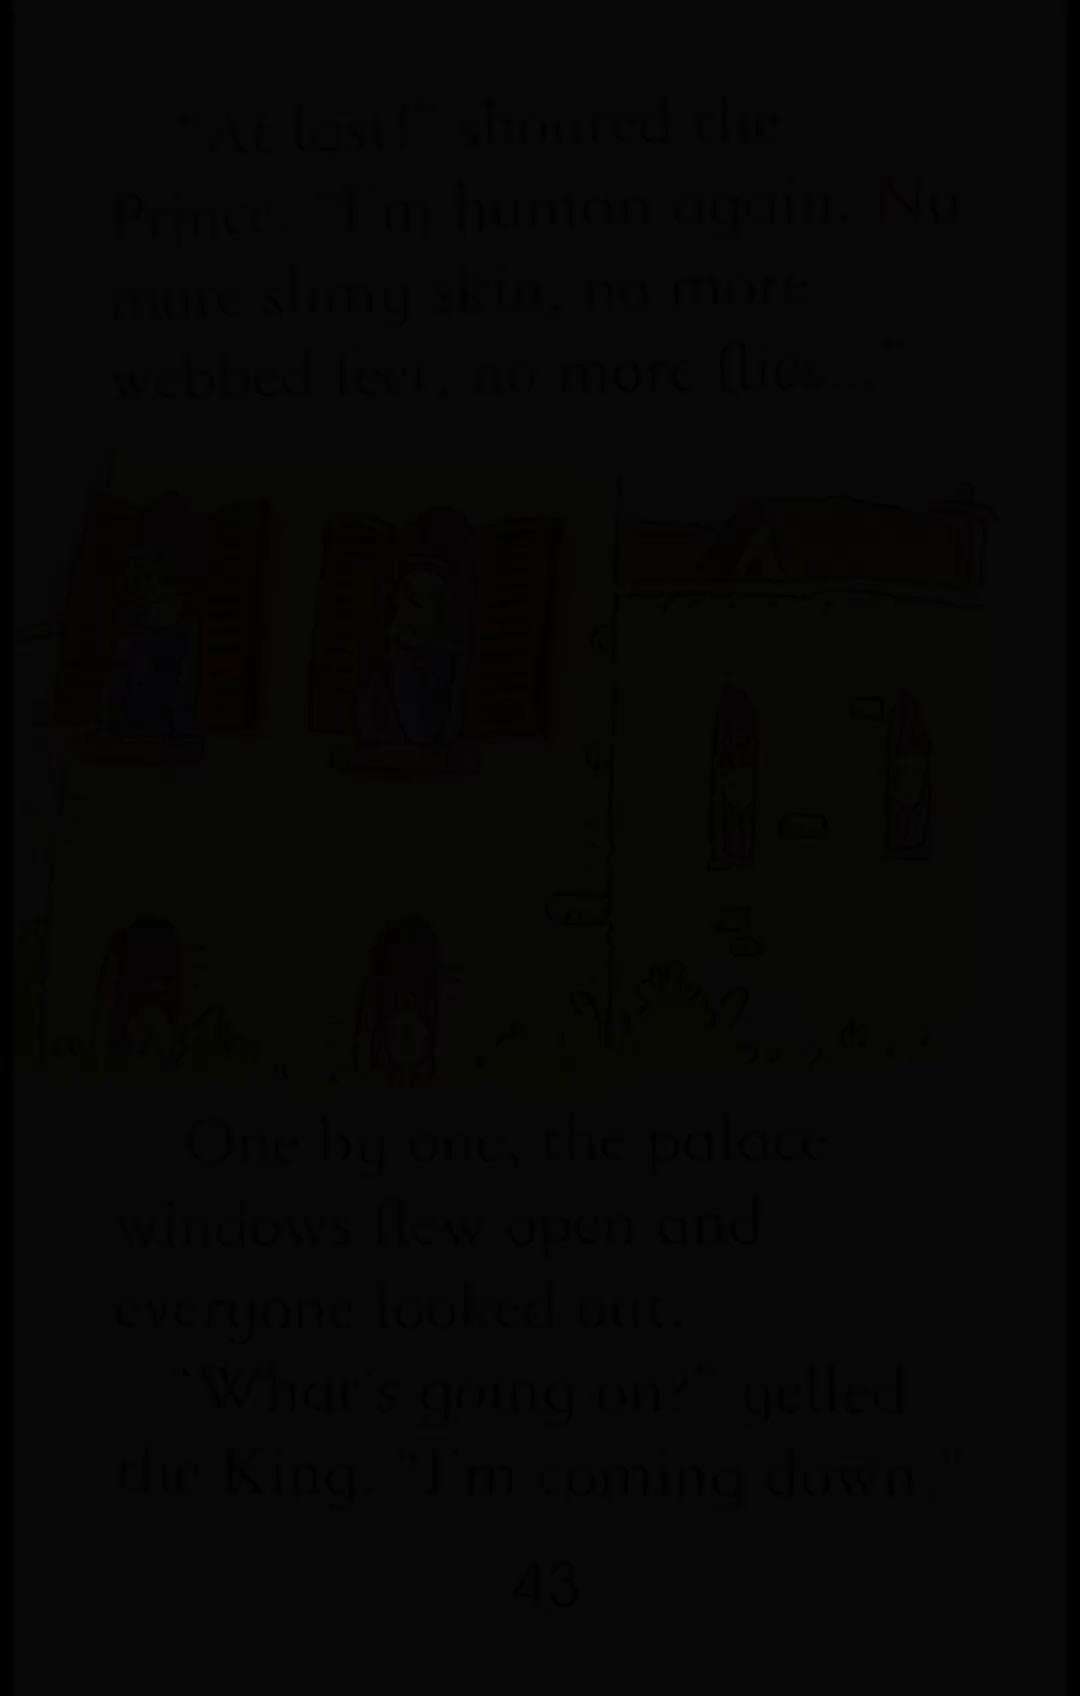 "At last!" shouted the
Prince. "I'm human again. No
more slimy skin, no more
webbed feet, no more flies..."
One by one, the palace
windows flew open and
everyone looked out.
"What's going on?" yelled
the King. "I'm coming down."
43